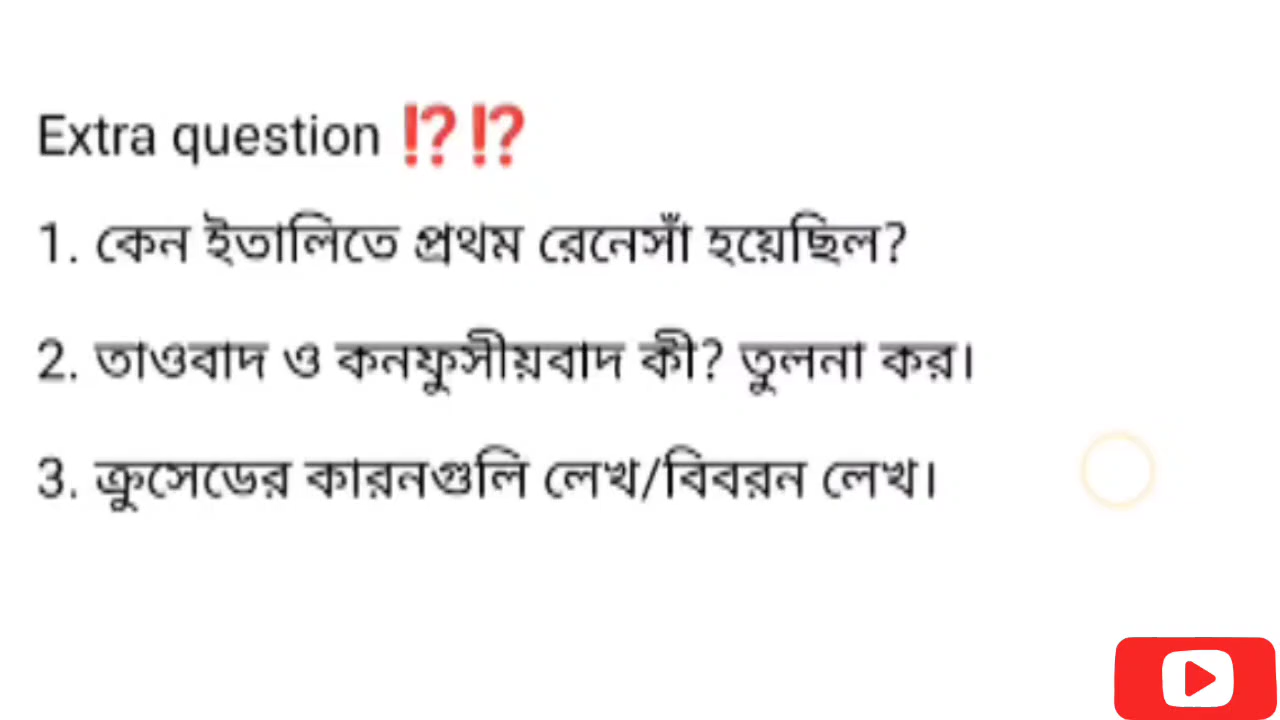 Extra question ⁉️⁉️
1. কেন ইতালিতে প্রথম রেনেসাঁ হয়েছিল?
2. তাওবাদ ও কনফুসীয়বাদ কী? তুলনা কর।
3. ক্রুসেডের কারনগুলি লেখ/বিবরন লেখ।